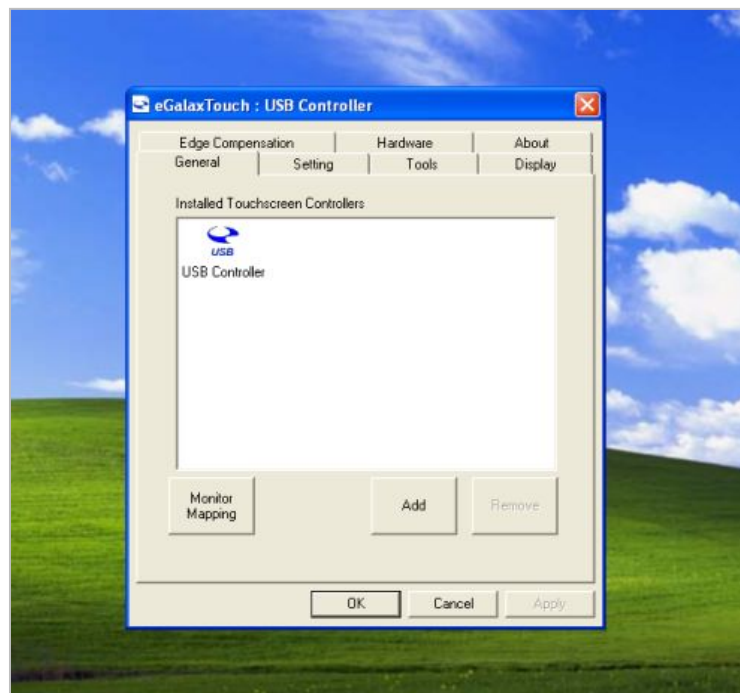 eGalaxTouch : USB Controller
Edge Compensation Hardware About
General Setting Tools Display
Installed Touchscreen Controllers
USB
USB Controller
Monitor
Mapping
Add
Remove
OK Cancel Apply